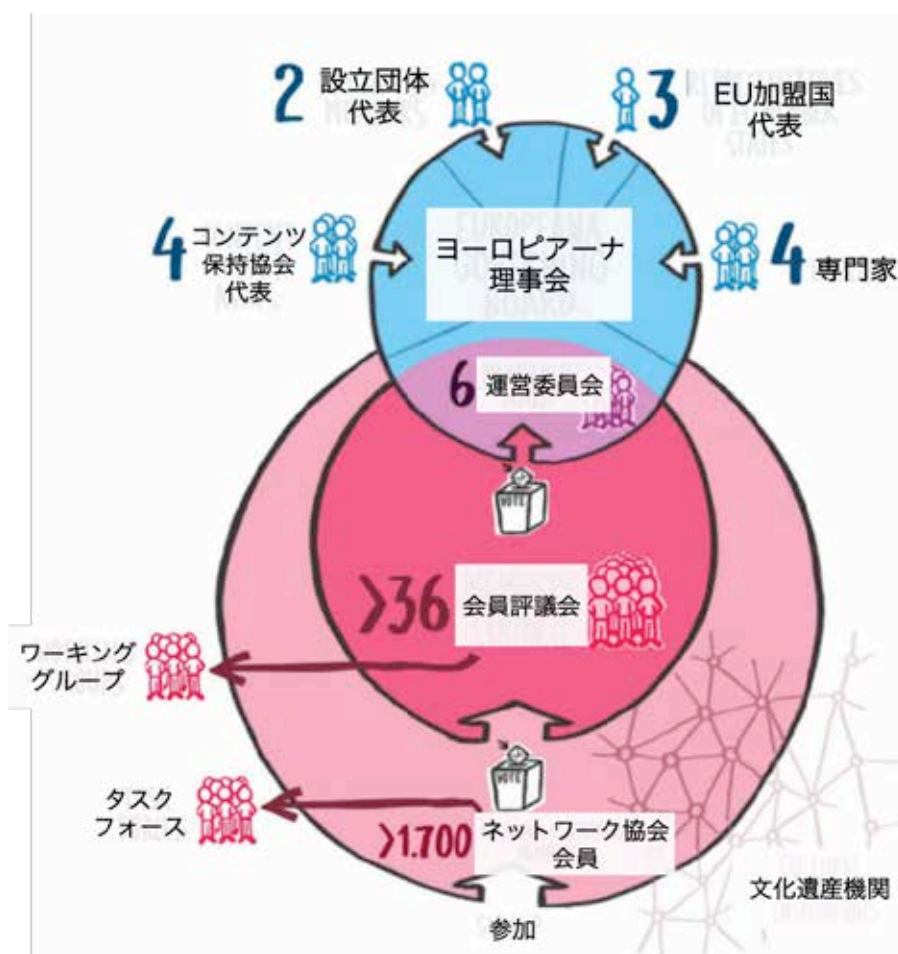 2
設立団体
代表
3
EU加盟国
代表
4
コンテンツ
保持協会
代表
ヨーロピアーナ
理事会
4
専門家
6
運営委員会
VOTE
>36
会員評議会
ワーキング
グループ
VOTE
タスク
フォース
>1.700
ネットワーク協会
会員
文化遺産機関
参加